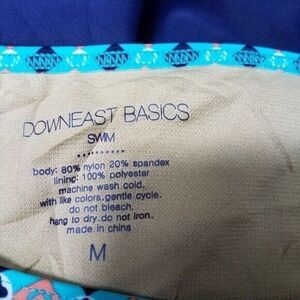 DOWNEAST BASICS
SWIM
..........
body: 80% nylon 20% spandex
lining: 100% polyester
machine wash cold.
with like colors. gentle cycle.
do not bleach.
hang to dry. do not iron.
made in china
M